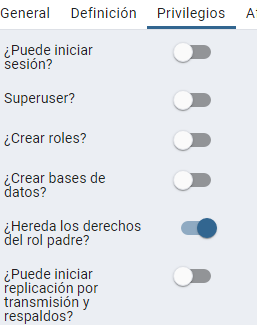 General Definición Privilegios
¿Puede iniciar
sesión?
Superuser?
¿Crear roles?
¿Crear bases de
datos?
¿Hereda los derechos
del rol padre?
¿Puede iniciar
replicación por
transmisión y
respaldos?